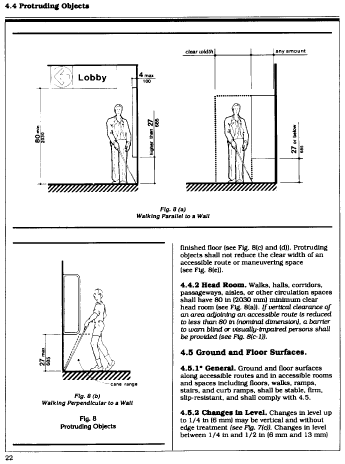 4.4 Protruding Objects
clear width
any amount
Lobby
4 max
100
80 min
2030
higher than 27
685
27 or below
685
Fig. 8 (a)
Walking Parallel to a Wall
27 max
685
cane range
Fig. 8 (b)
Walking Perpendicular to a Wall
Fig. 8
Protruding Objects
finished floor (see Fig. 8(c) and (d)). Protruding
objects shall not reduce the clear width of an
accessible route or maneuvering space
(see Fig. 8(e)).
4.4.2 Head Room. Walks, halls, corridors,
passageways, aisles, or other circulation spaces
shall have 80 in (2030 mm) minimum clear
head room (see Fig. 8(a)). If vertical clearance of
an area adjoining an accessible route is reduced
to less than 80 in (nominal dimension), a barrier
to warn blind or visually-impaired persons shall
be provided (see Fig. 8(c-1)).
4.5 Ground and Floor Surfaces.
4.5.1* General. Ground and floor surfaces
along accessible routes and in accessible rooms
and spaces including floors, walks, ramps,
stairs, and curb ramps, shall be stable, firm,
slip-resistant, and shall comply with 4.5.
4.5.2 Changes in Level. Changes in level up
to 1/4 in (6 mm) may be vertical and without
edge treatment (see Fig. 7(c)). Changes in level
between 1/4 in and 1/2 in (6 mm and 13 mm)
22